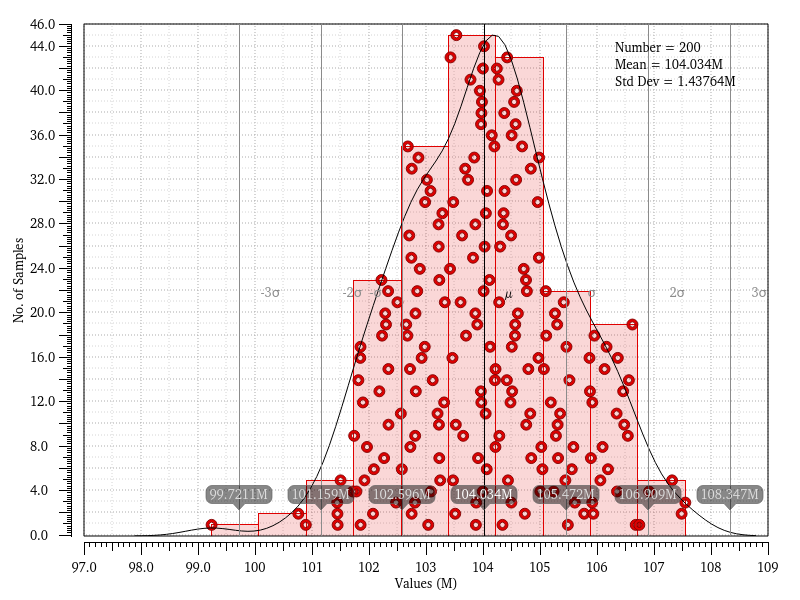 46.0
44.0
40.0
36.0
32.0
28.0
24.0
20.0
16.0
12.0
8.0
4.0
0.0
No. of Samples
Number = 200
Mean = 104.034M
Std Dev = 1.43764M
-3σ -2σ -σ μ σ 2σ 3σ
99.7211M 101.159M 102.596M 104.034M 105.472M 106.909M 108.347M
97.0 98.0 99.0 100 101 102 103 104 105 106 107 108 109
Values (M)